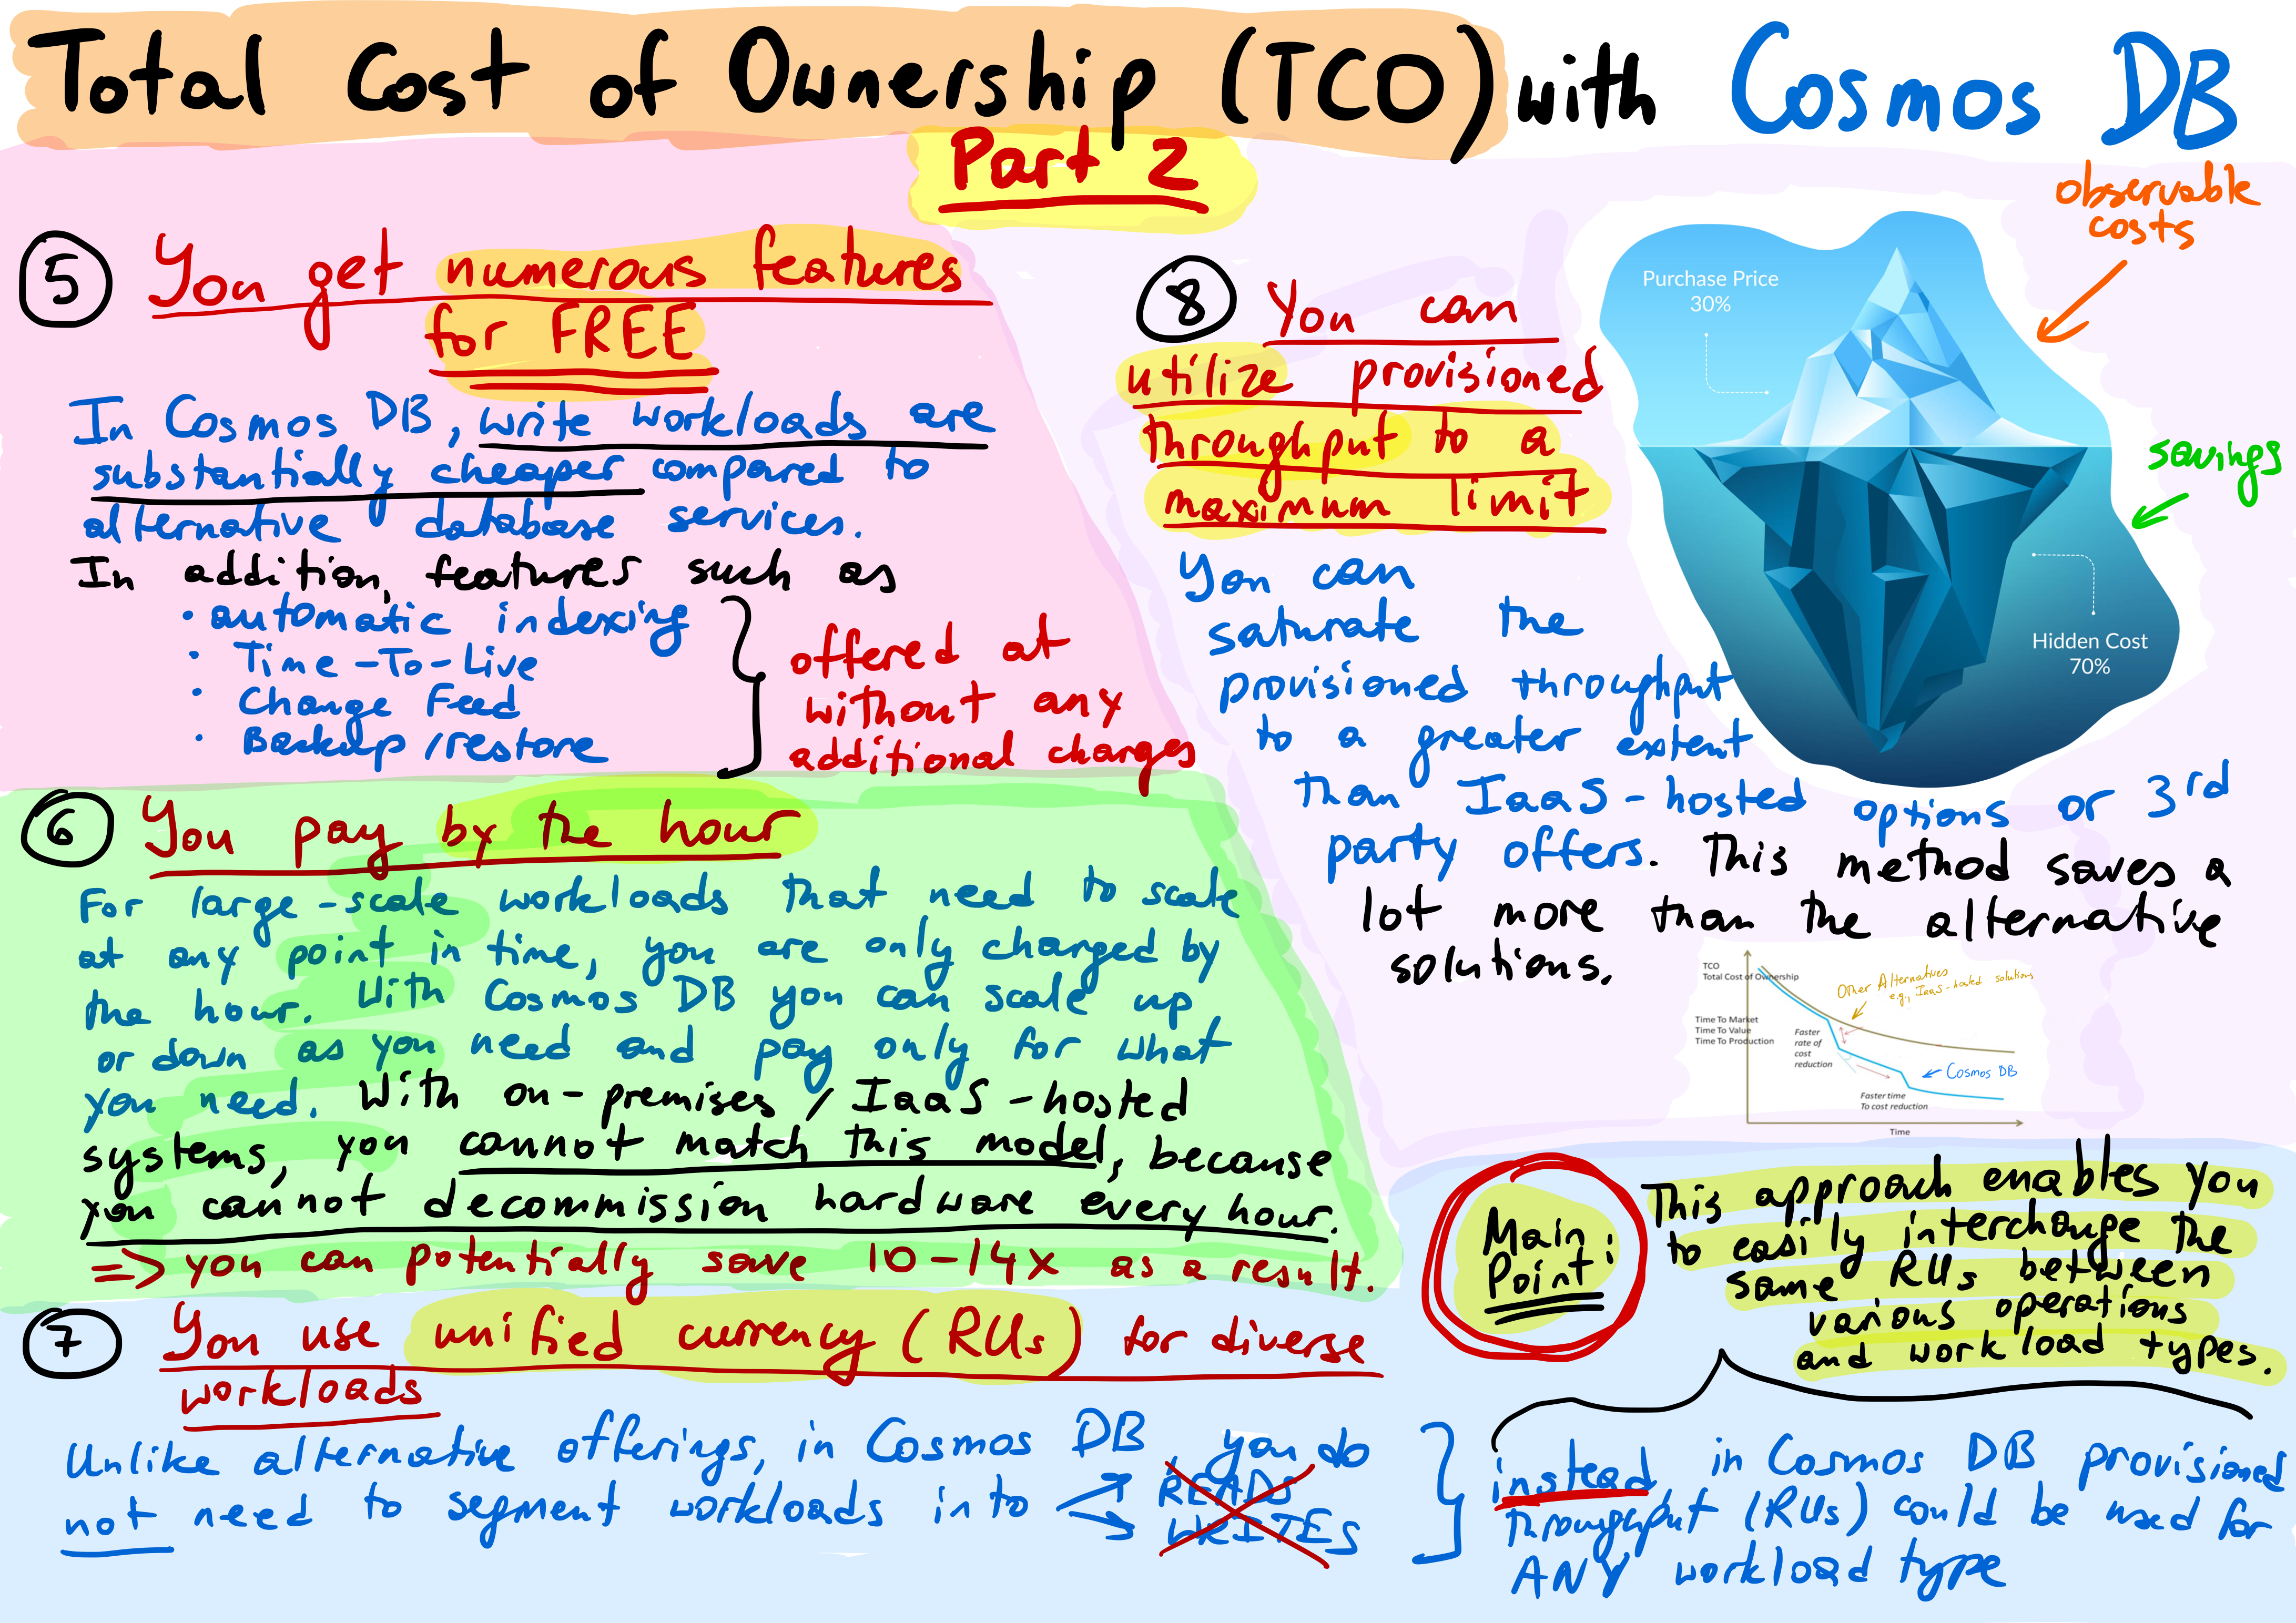 Total Cost of Ownership (TCO) with Cosmos DB
Part 2
5 You get numerous features
for FREE
In Cosmos DB, write workloads are
substantially cheaper compared to
alternative database services.
In addition, features such as
• automatic indexing
• Time-To-Live
• Change Feed
• Backup/restore
offered at
without any
additional charges
6 You pay by the hour
For large-scale workloads that need to scale
at any point in time, you are only charged by
the hour. With Cosmos DB you can scale up
or down as you need and pay only for what
you need. With on-premises / IaaS-hosted
systems, you cannot match this model, because
you cannot decommission hardware every hour.
=> you can potentially save 10-14x as a result.
7 You use unified currency (RUs) for diverse
workloads
Unlike alternative offerings, in Cosmos DB, you do
not need to segment workloads into
READS
WRITES
instead in Cosmos DB provisioned
throughput (RUs) could be used for
ANY workload type
Main
Point:
This approach enables you
to easily interchange the
same RUs between
various operations
and workload types.
8 You can
utilize provisioned
throughput to a
maximum limit
You can
saturate the
provisioned throughput
to a greater extent
than IaaS-hosted options or 3rd
party offers. This method saves a
lot more than the alternative
solutions.
observable
costs
Purchase Price
30%
savings
Hidden Cost
70%
TCO
Total Cost of Ownership
Other Alternatives
e.g., IaaS-hosted solutions
Time To Market
Time To Value
Time To Production
Faster
rate of
cost
reduction
Cosmos DB
Faster time
To cost reduction
Time